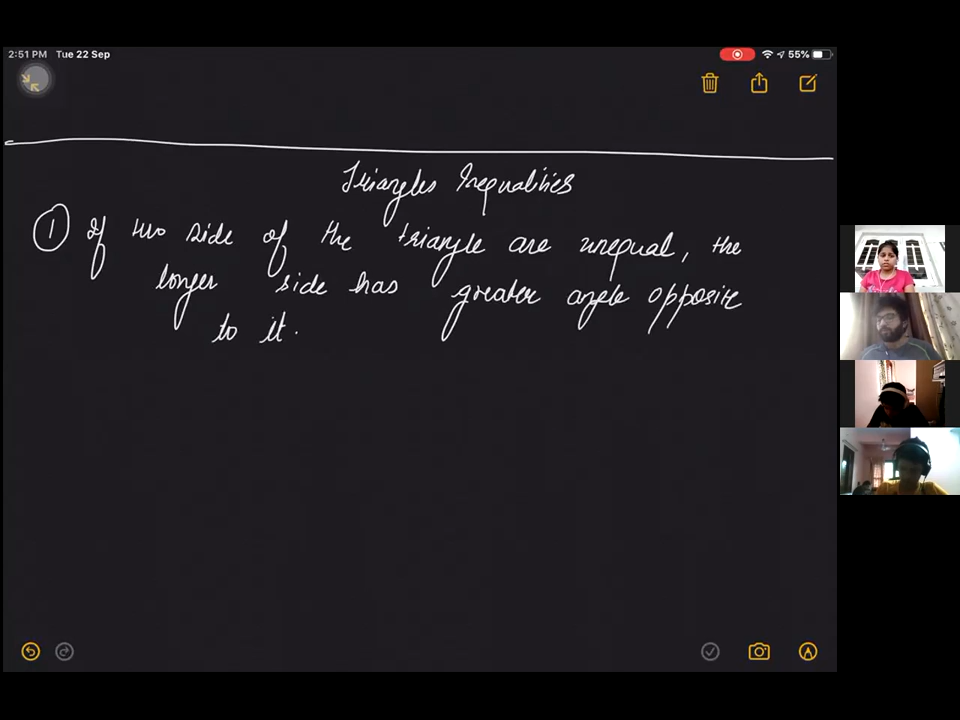 2:51 PM Tue 22 Sep 55%
Triangles Inequalities
① If two side of the triangle are unequal, the
longer side has greater angle opposite
to it.